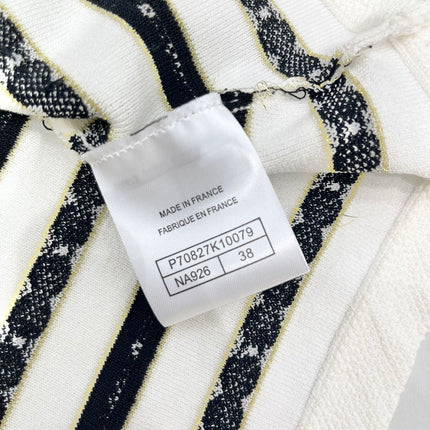 MADE IN FRANCE
FABRIQUE EN FRANCE
P70827K10079
NA926 38